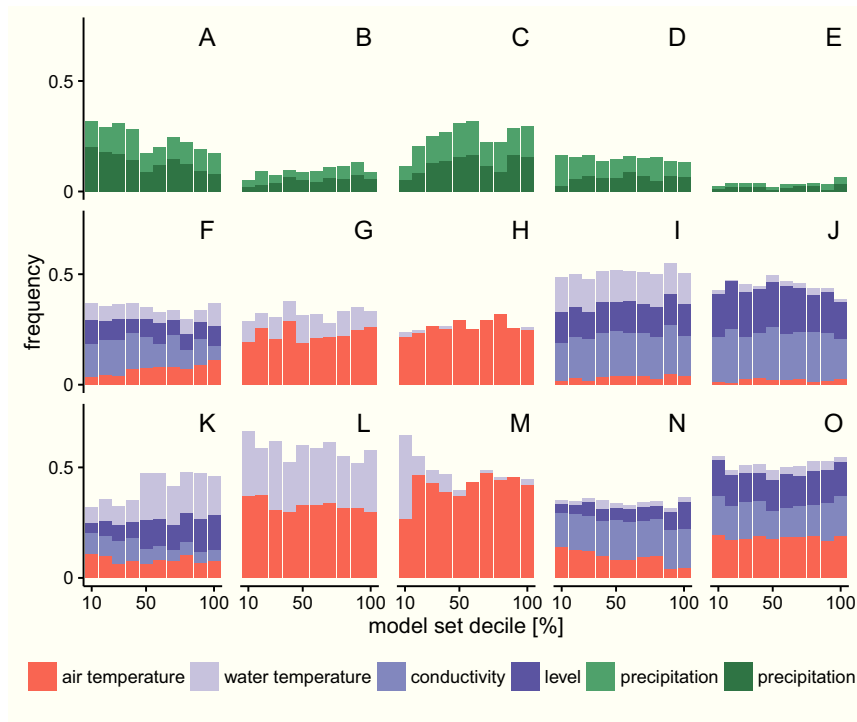 A B C D E
0.5
0
F G H I J
0.5
0
frequency
K L M N O
0.5
0
10 50 100 10 50 100 10 50 100 10 50 100 10 50 100
model set decile [%]
air temperature water temperature conductivity level precipitation precipitation